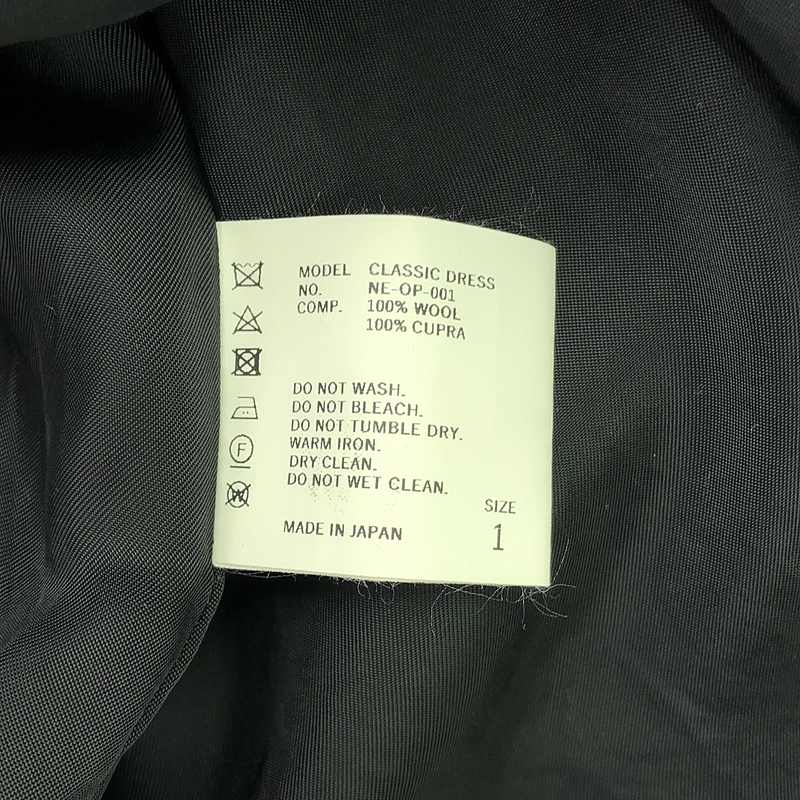 MODEL CLASSIC DRESS
NO. NE-OP-001
COMP. 100% WOOL
100% CUPRA
DO NOT WASH.
DO NOT BLEACH.
DO NOT TUMBLE DRY.
WARM IRON.
F
DRY CLEAN.
W
DO NOT WET CLEAN.
SIZE
MADE IN JAPAN
1